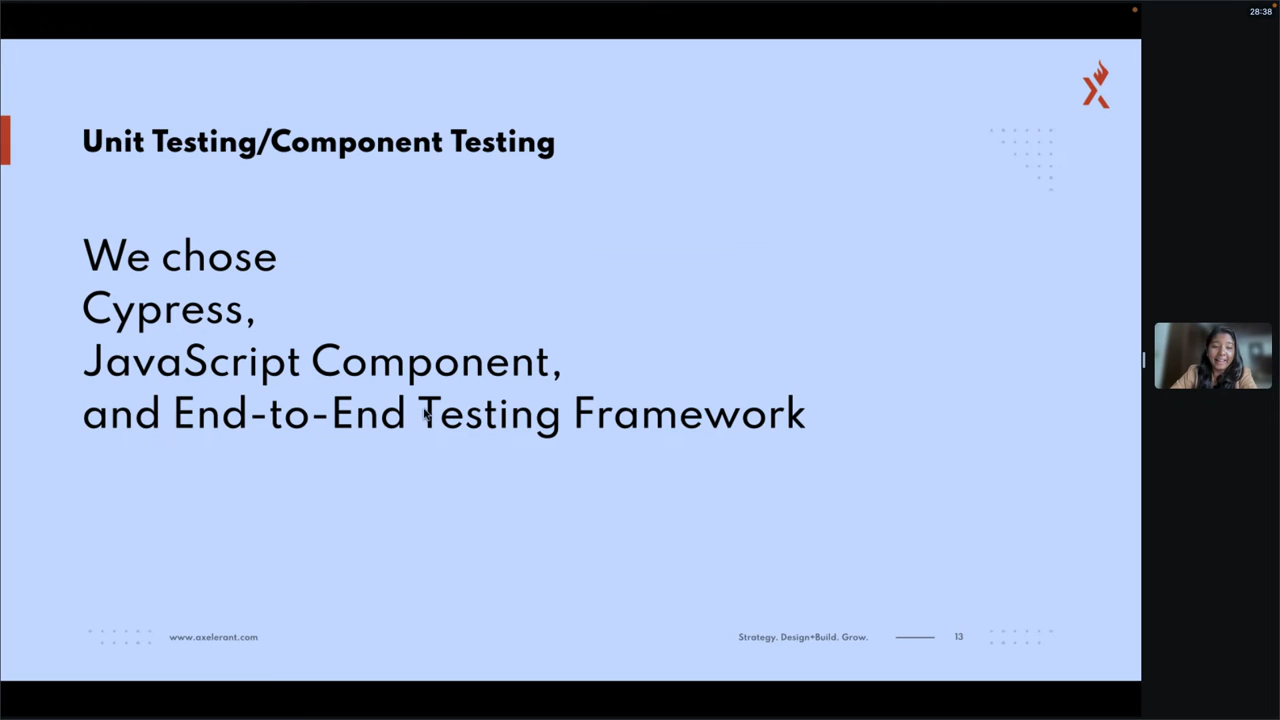 28:38
Unit Testing/Component Testing
We chose
Cypress,
JavaScript Component,
and End-to-End Testing Framework
www.axelerant.com
Strategy. Design+Build. Grow.
13